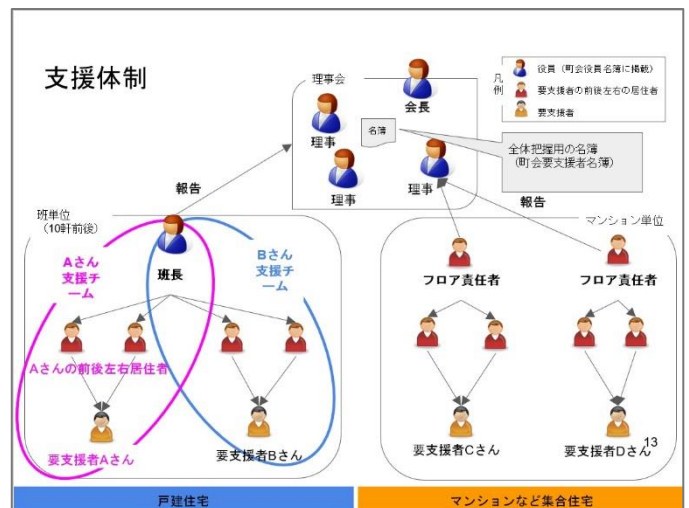 支援体制
理事会
会長
凡例
役員（町会役員名簿に掲載）
要支援者の前後左右の居住者
要支援者
理事
名簿
全体把握用の名簿
（町会要支援者名簿）
理事
理事
報告
報告
班単位
（10軒前後）
マンション単位
Aさん
支援チ
ーム
Bさん
支援チ
ーム
班長
フロア責任者
フロア責任者
Aさんの前後左右居住者
要支援者Aさん
要支援者Bさん
要支援者Cさん
要支援者Dさん
13
戸建住宅
マンションなど集合住宅